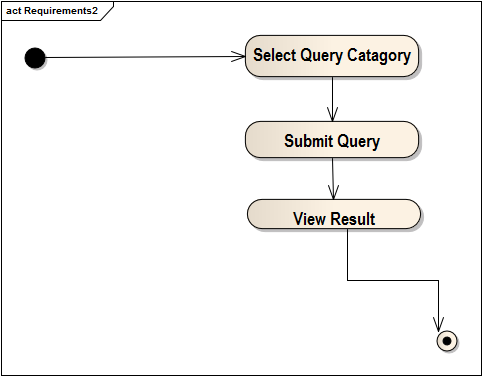 act Requirements2
Select Query Catagory
Submit Query
View Result